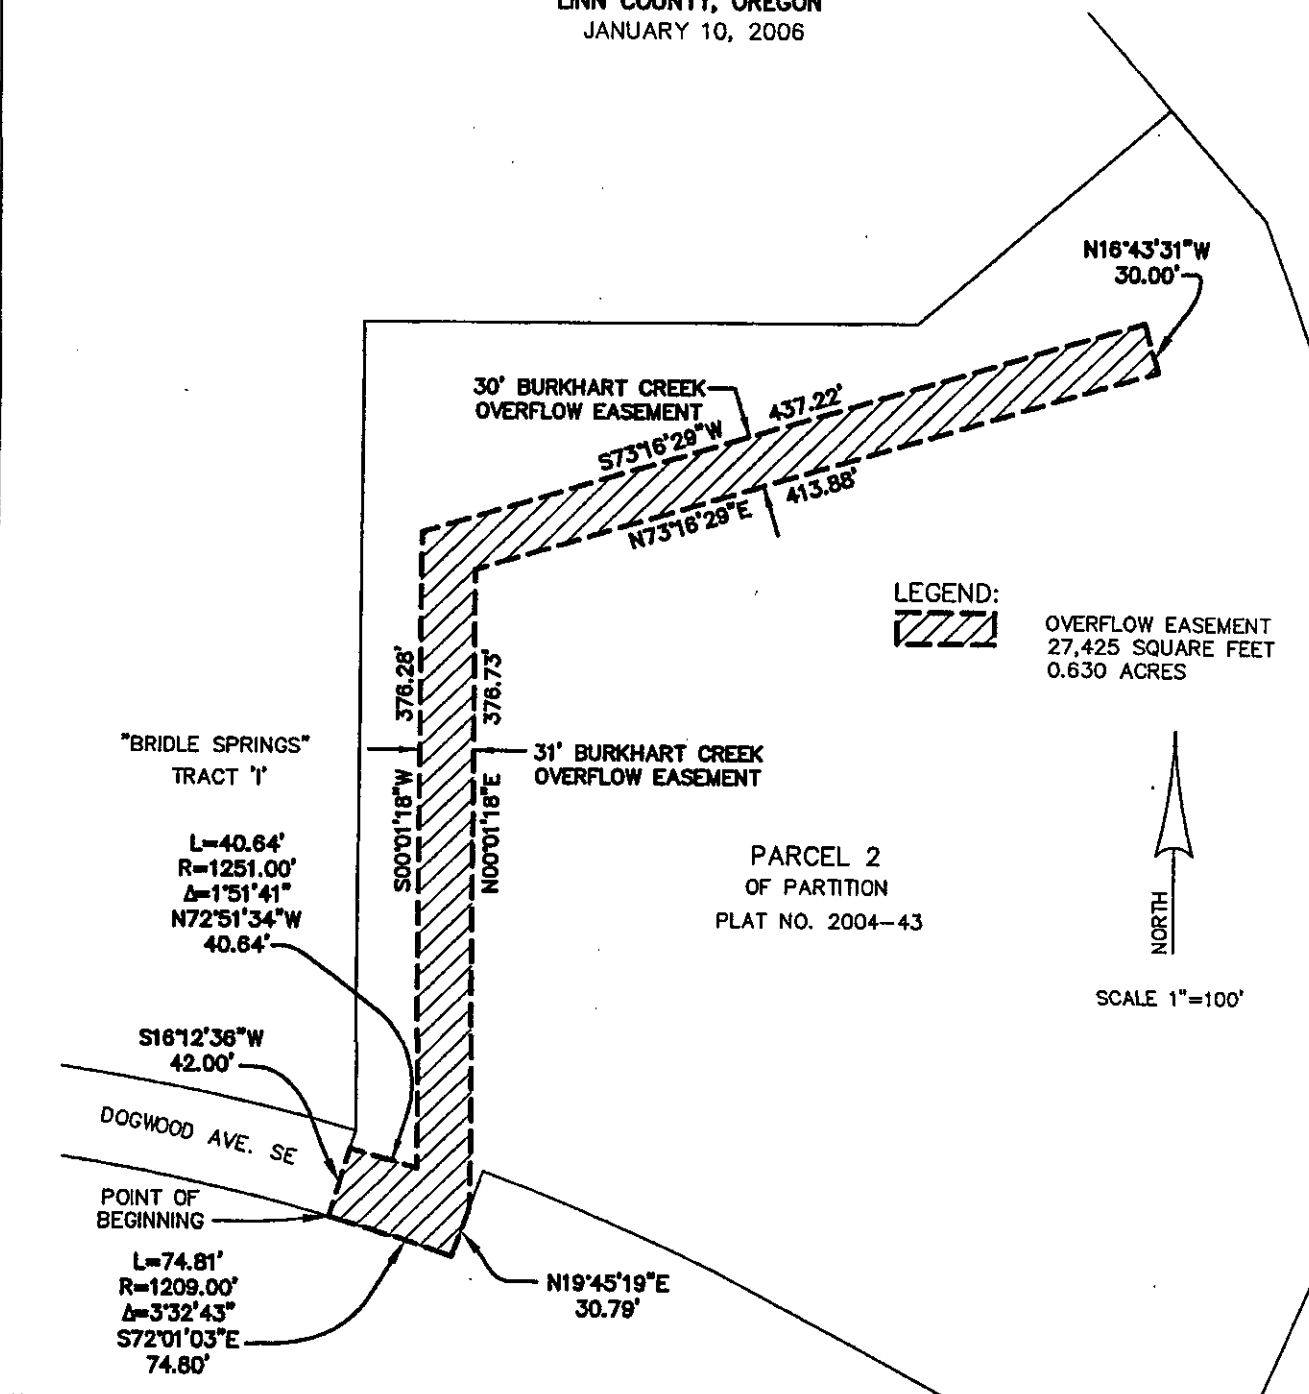 LINN COUNTY, OREGON
JANUARY 10, 2006
N16°43'31"W
30.00'
30' BURKHART CREEK
OVERFLOW EASEMENT
437.22'
S73°16'29"W
413.88'
N73°16'29"E
LEGEND:
OVERFLOW EASEMENT
27,425 SQUARE FEET
0.630 ACRES
376.28'
376.73'
"BRIDLE SPRINGS"
TRACT 'I'
31' BURKHART CREEK
OVERFLOW EASEMENT
S00°01'18"W
N00°01'18"E
L=40.64'
R=1251.00'
Δ=1°51'41"
N72°51'34"W
40.64'
PARCEL 2
OF PARTITION
PLAT NO. 2004-43
NORTH
SCALE 1"=100'
S16°12'36"W
42.00'
DOGWOOD AVE. SE
POINT OF
BEGINNING
L=74.81'
R=1209.00'
Δ=3°32'43"
S72°01'03"E
74.80'
N19°45'19"E
30.79'